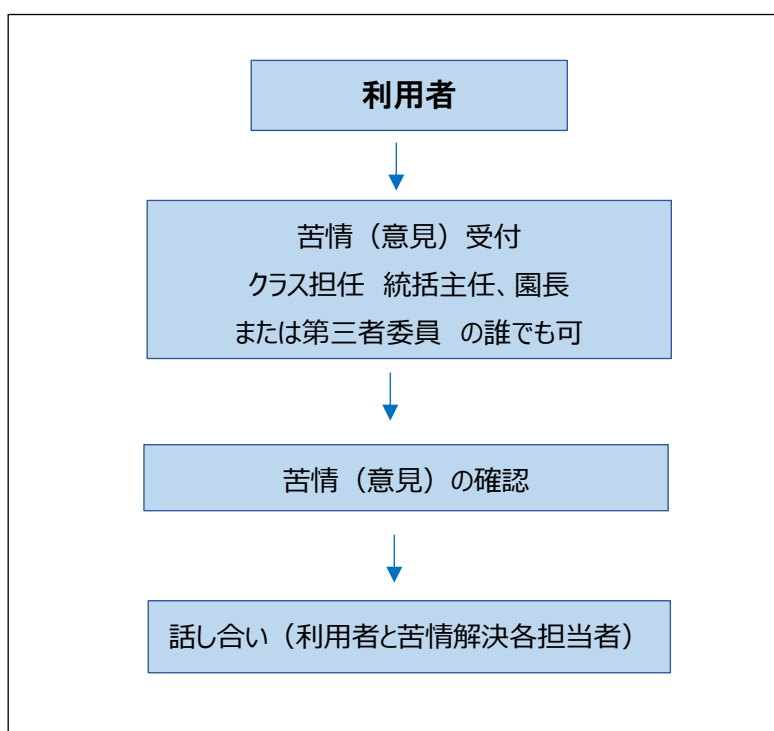 利用者
苦情（意見）受付
クラス担任　統括主任、園長
または第三者委員　の誰でも可
苦情（意見）の確認
話し合い（利用者と苦情解決各担当者）